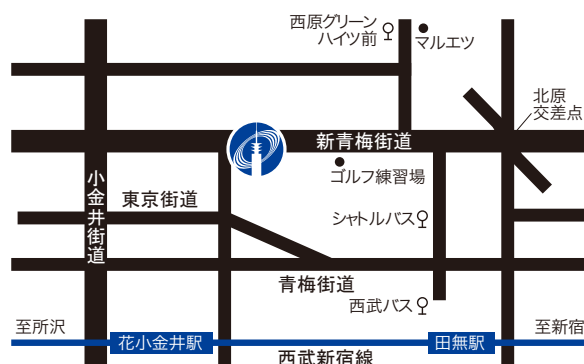 西原グリーン
ハイツ前
マルエツ
北原
交差点
新青梅街道
ゴルフ練習場
小金井街道
東京街道
シャトルバス
青梅街道
西武バス
至所沢
花小金井駅
田無駅
至新宿
西武新宿線